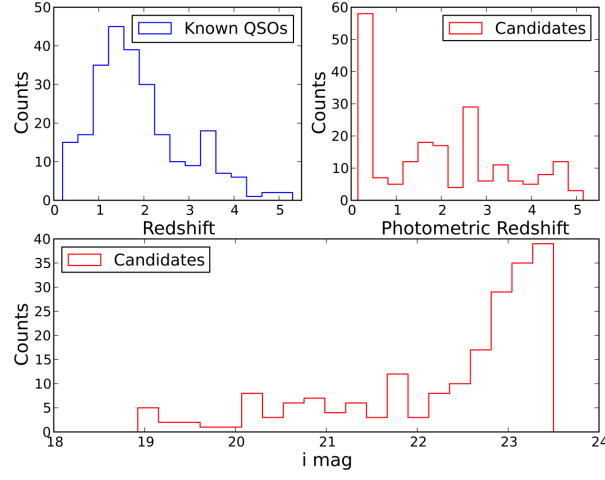 50
40
30
20
10
0
Counts
Known QSOs
0 1 2 3 4 5
Redshift
60
50
40
30
20
10
0
Counts
Candidates
0 1 2 3 4 5
Photometric Redshift
40
35
30
25
20
15
10
5
0
Counts
Candidates
18 19 20 21 22 23 24
i mag